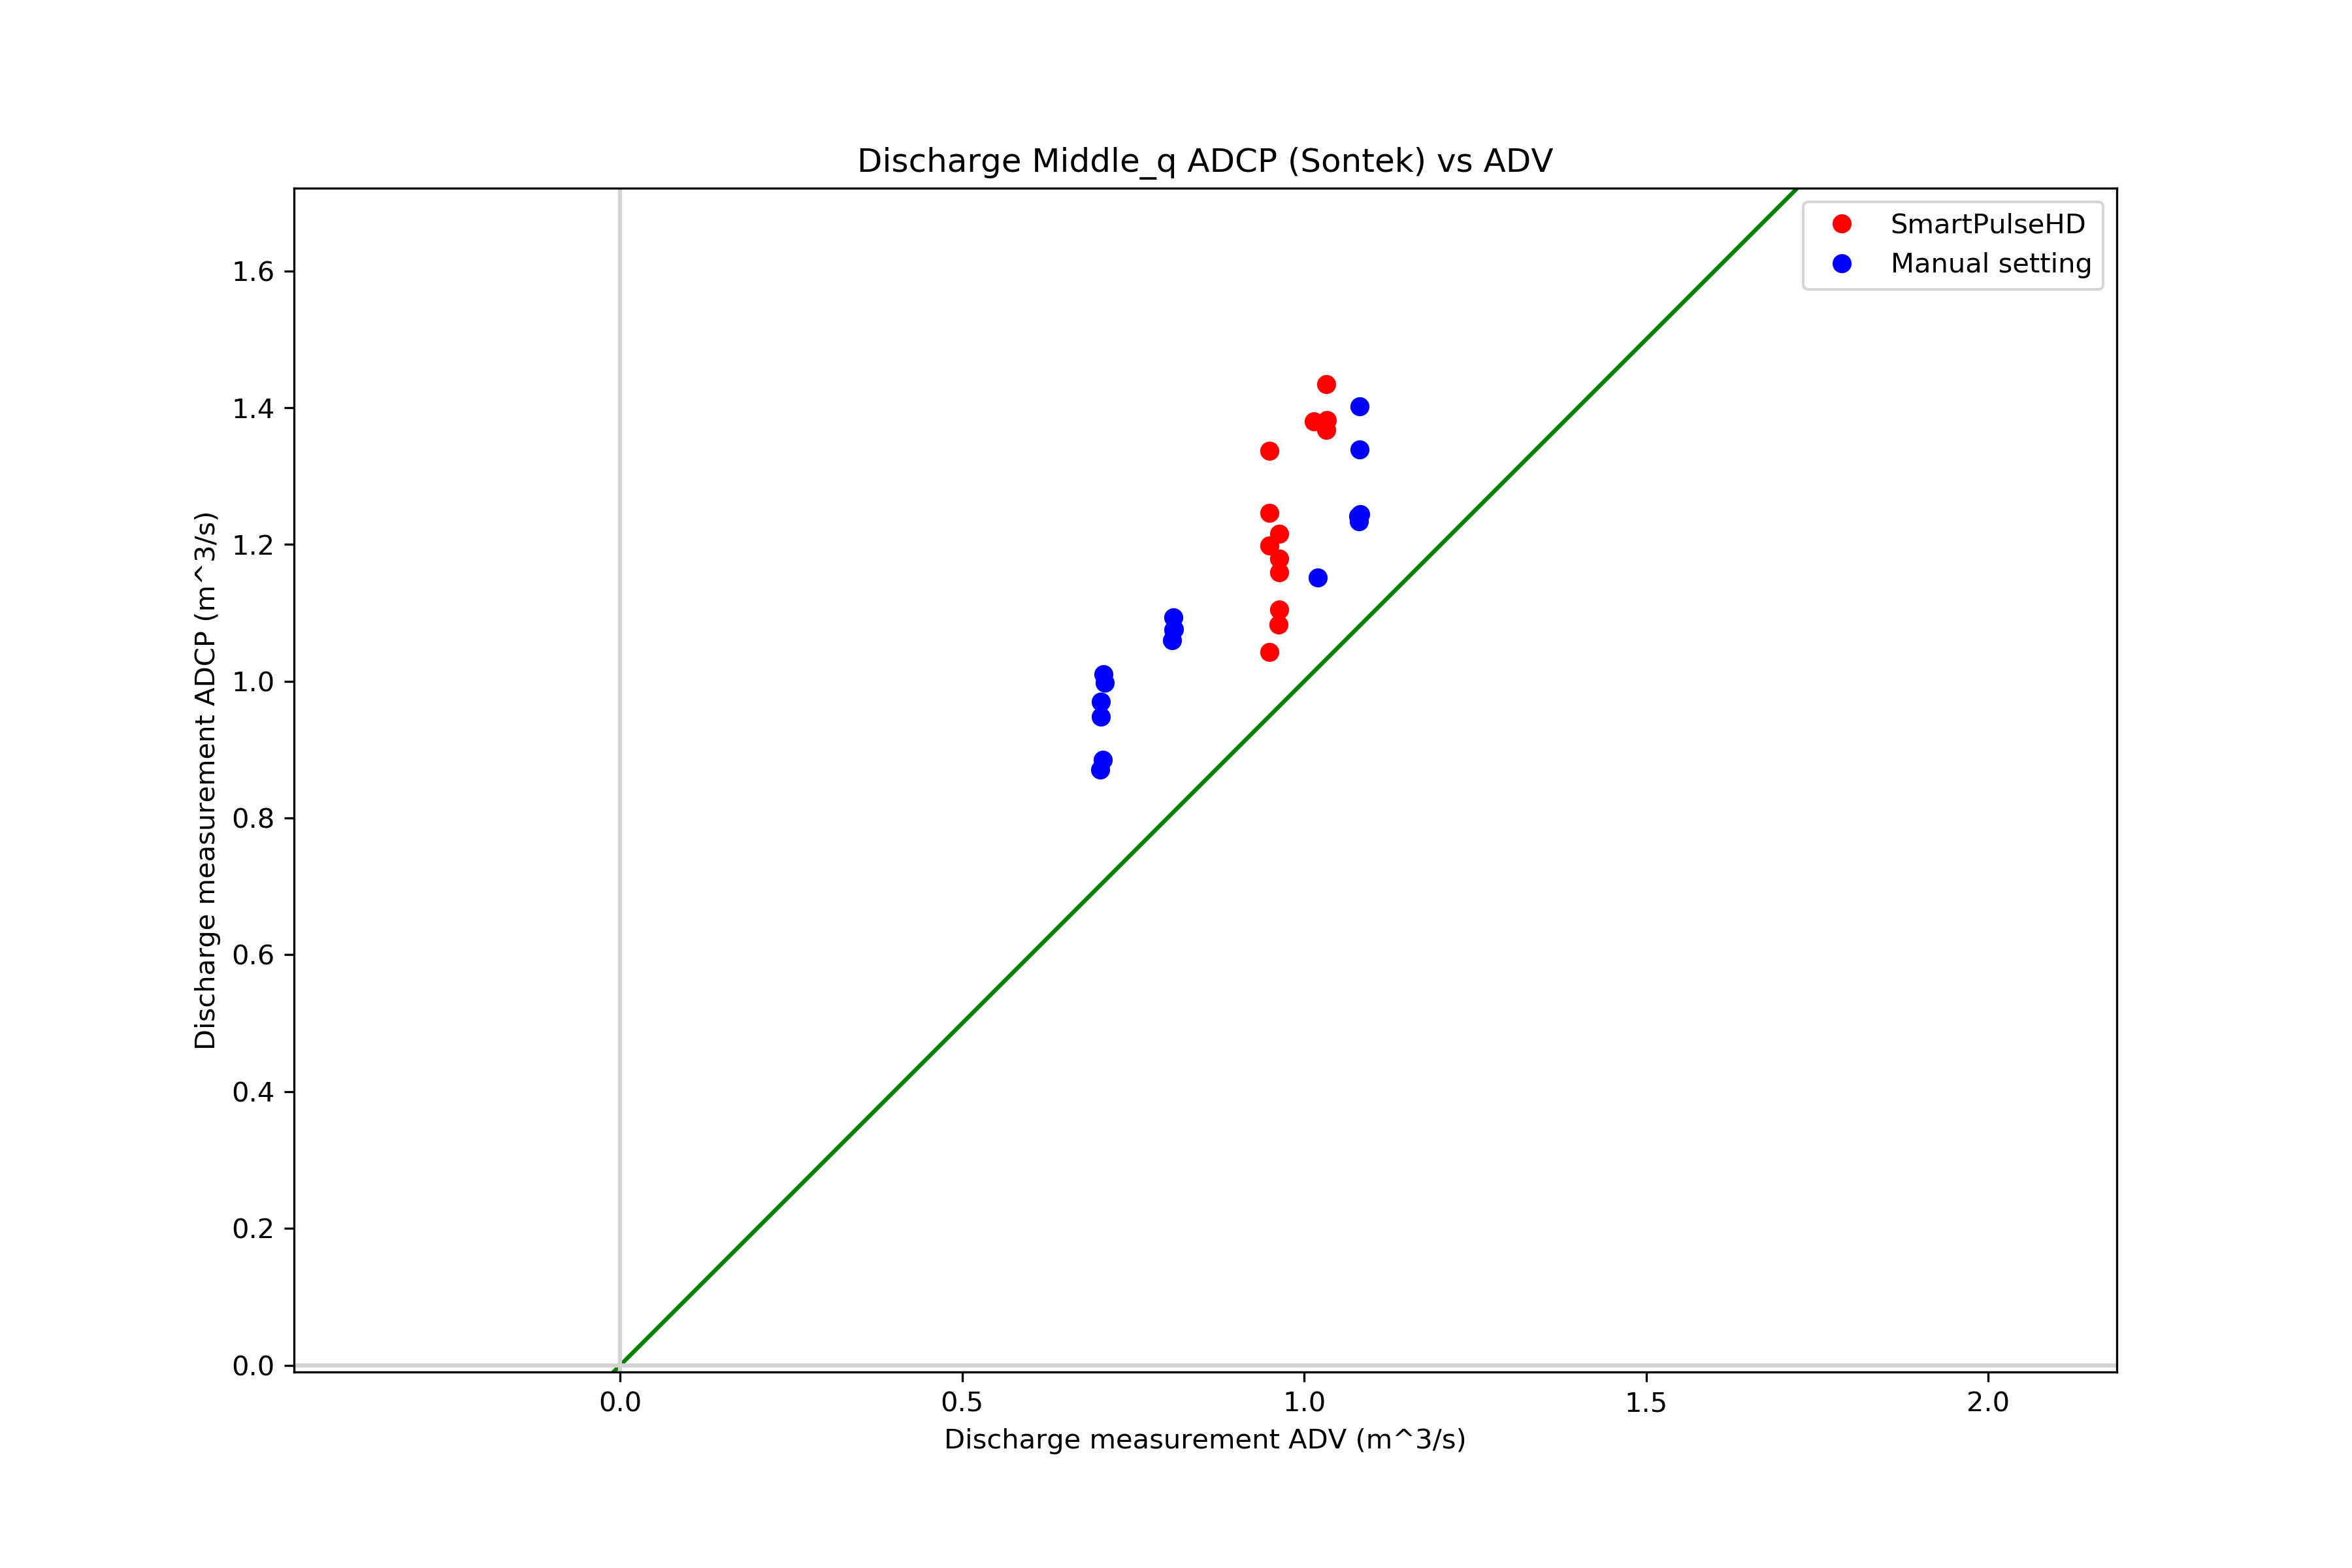 Discharge Middle_q ADCP (Sontek) vs ADV
SmartPulseHD
Manual setting
Discharge measurement ADCP (m^3/s)
1.6
1.4
1.2
1.0
0.8
0.6
0.4
0.2
0.0
0.0 0.5 1.0 1.5 2.0
Discharge measurement ADV (m^3/s)